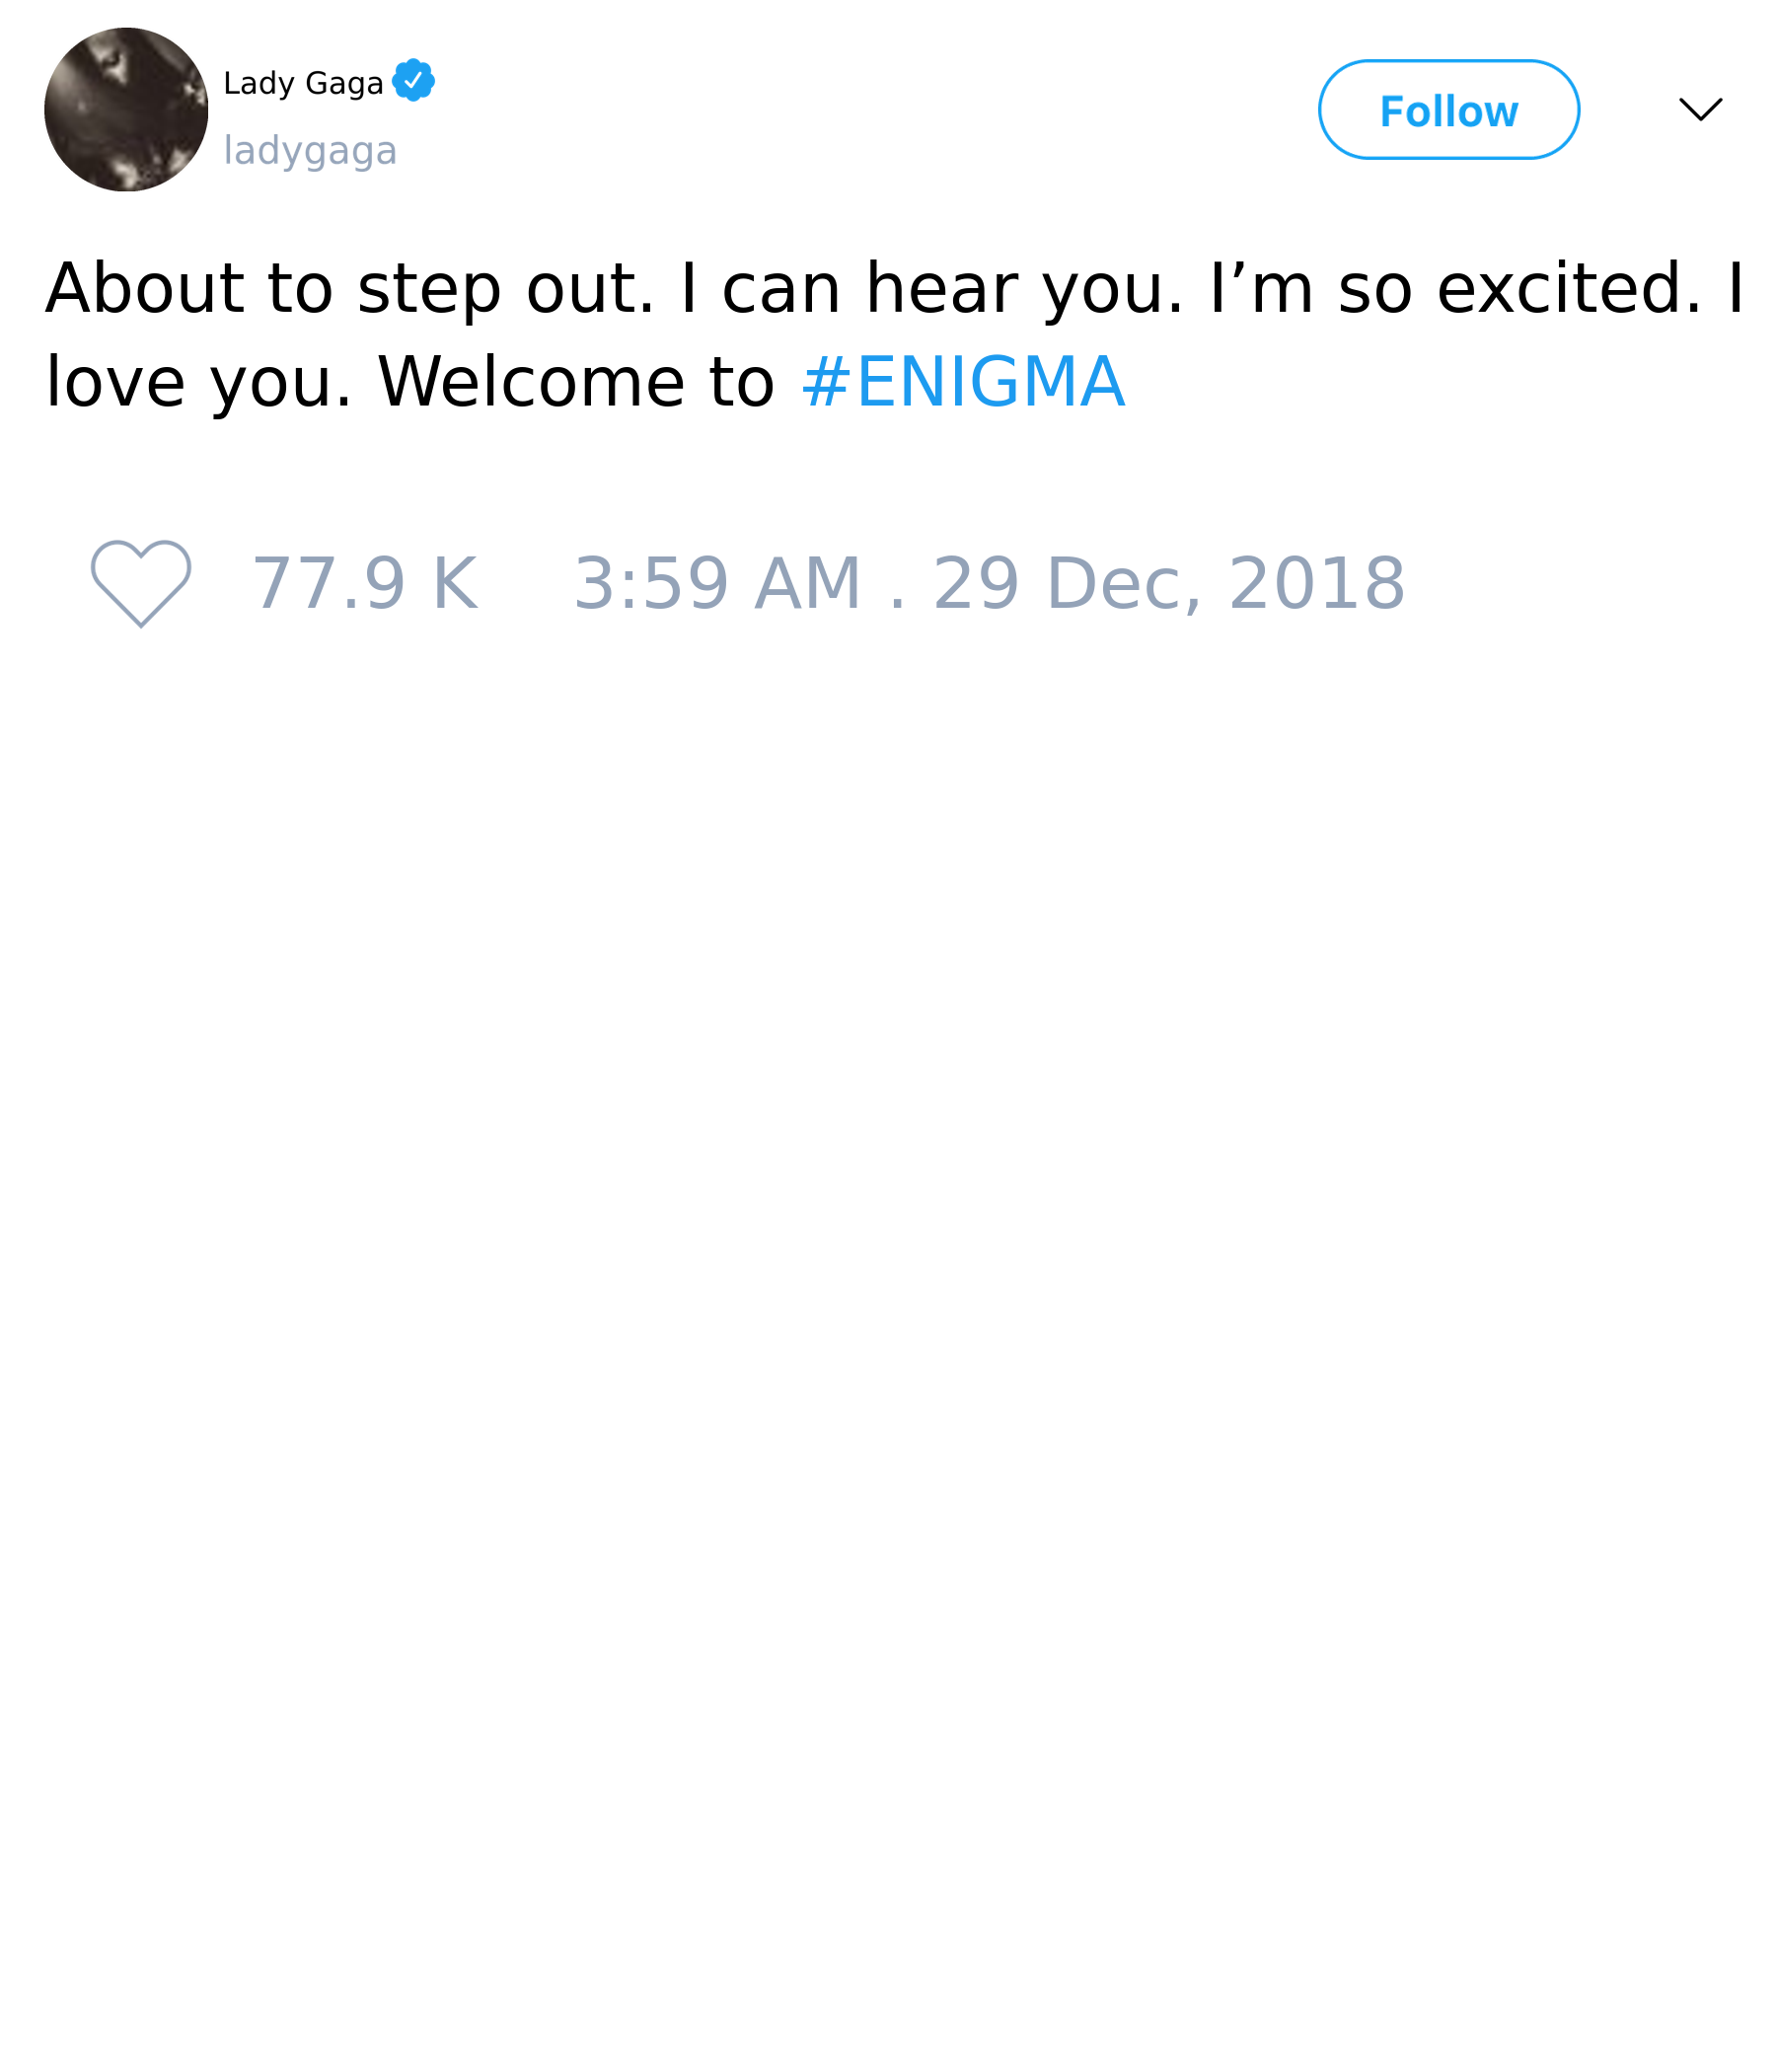 Lady Gaga
ladygaga
Follow
About to step out. I can hear you. I’m so excited. I
love you. Welcome to #ENIGMA
77.9 K 3:59 AM . 29 Dec, 2018